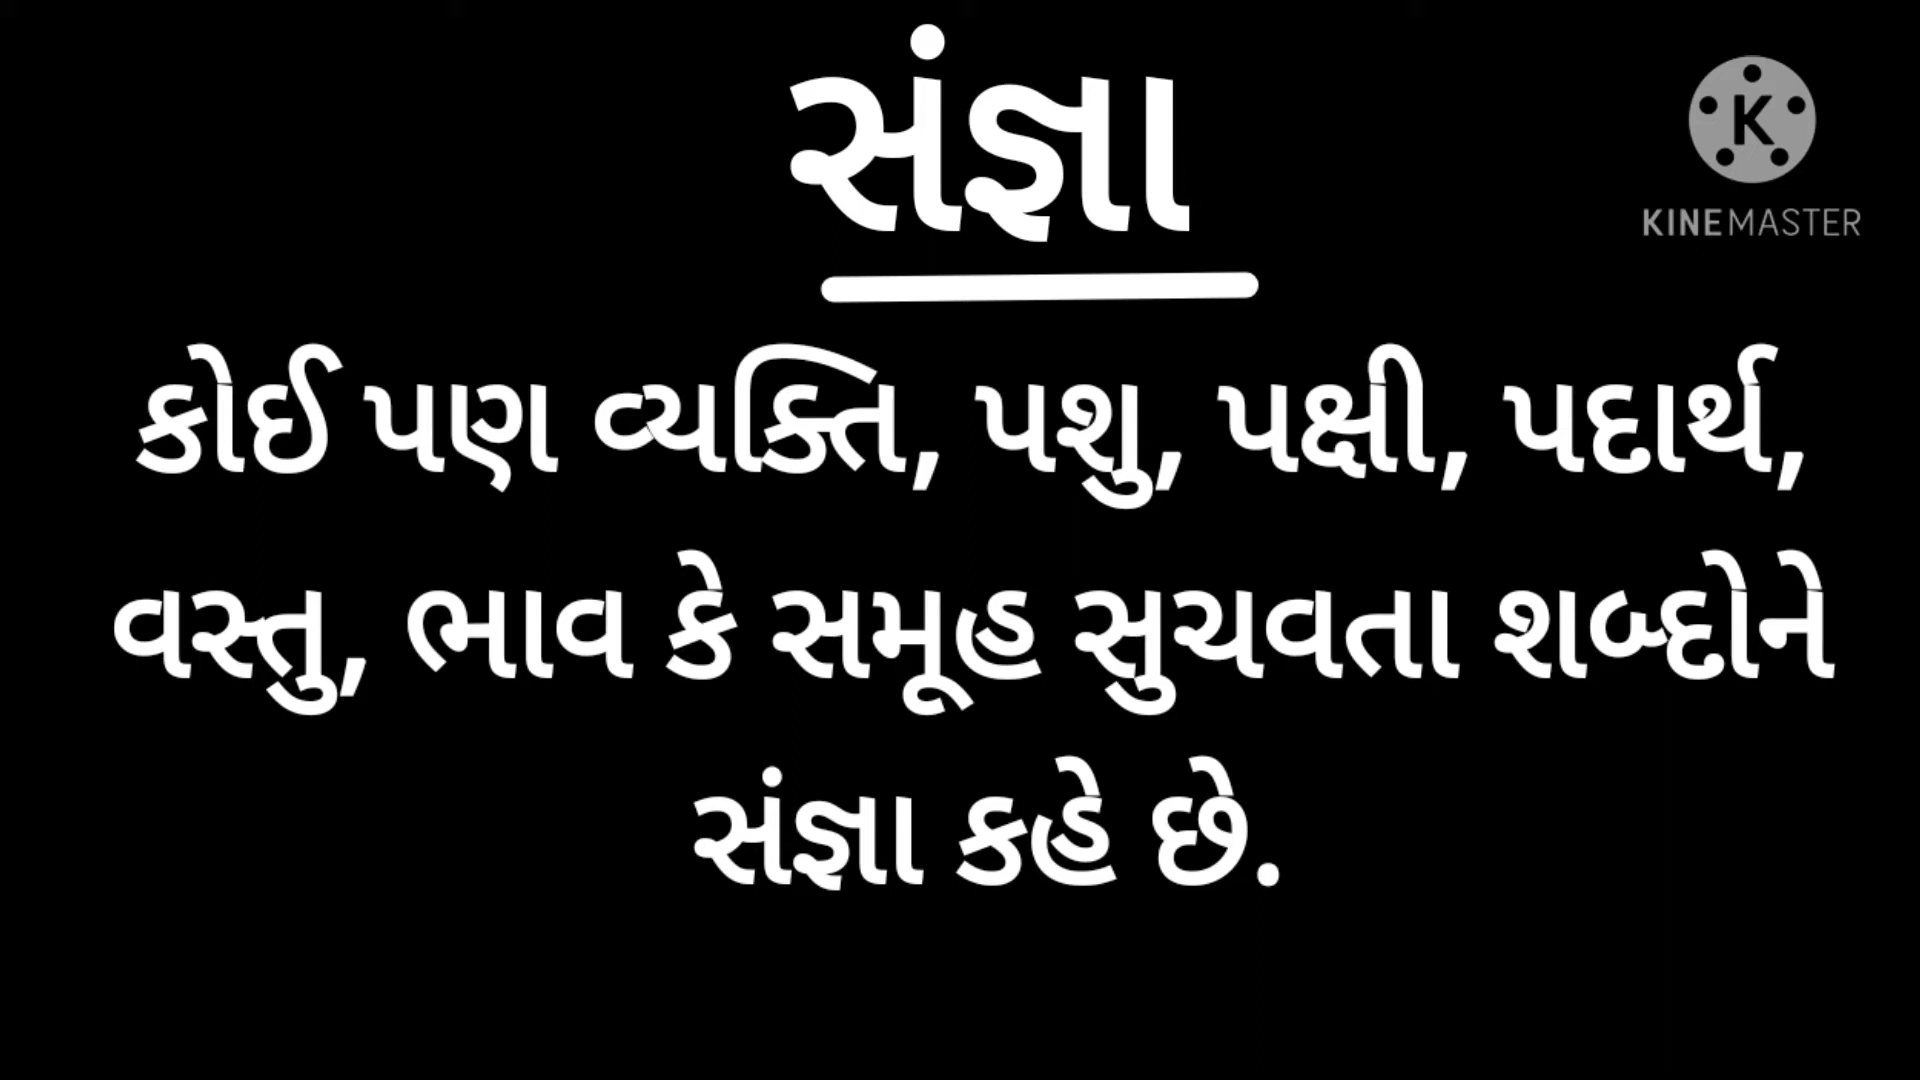 સંજ્ઞા
K
KINEMASTER
કોઈ પણ વ્યક્તિ, પશુ, પક્ષી, પદાર્થ,
વસ્તુ, ભાવ કે સમૂહ સુચવતા શબ્દોને
સંજ્ઞા કહે છે.